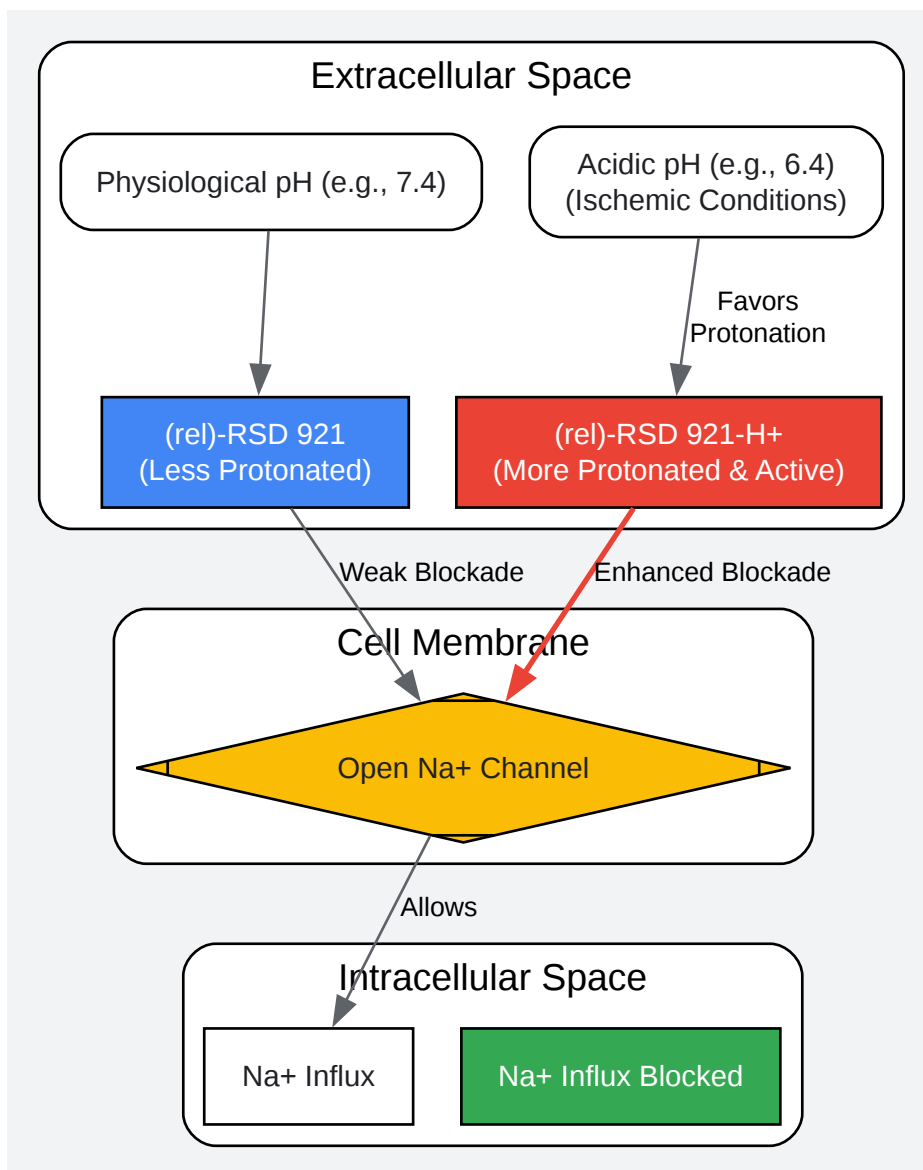 Extracellular Space
Physiological pH (e.g., 7.4)
Acidic pH (e.g., 6.4)
(Ischemic Conditions)
Favors
Protonation
(rel)-RSD 921
(Less Protonated)
(rel)-RSD 921-H+
(More Protonated & Active)
Weak Blockade
Enhanced Blockade
Cell Membrane
Open Na+ Channel
Allows
Intracellular Space
Na+ Influx
Na+ Influx Blocked